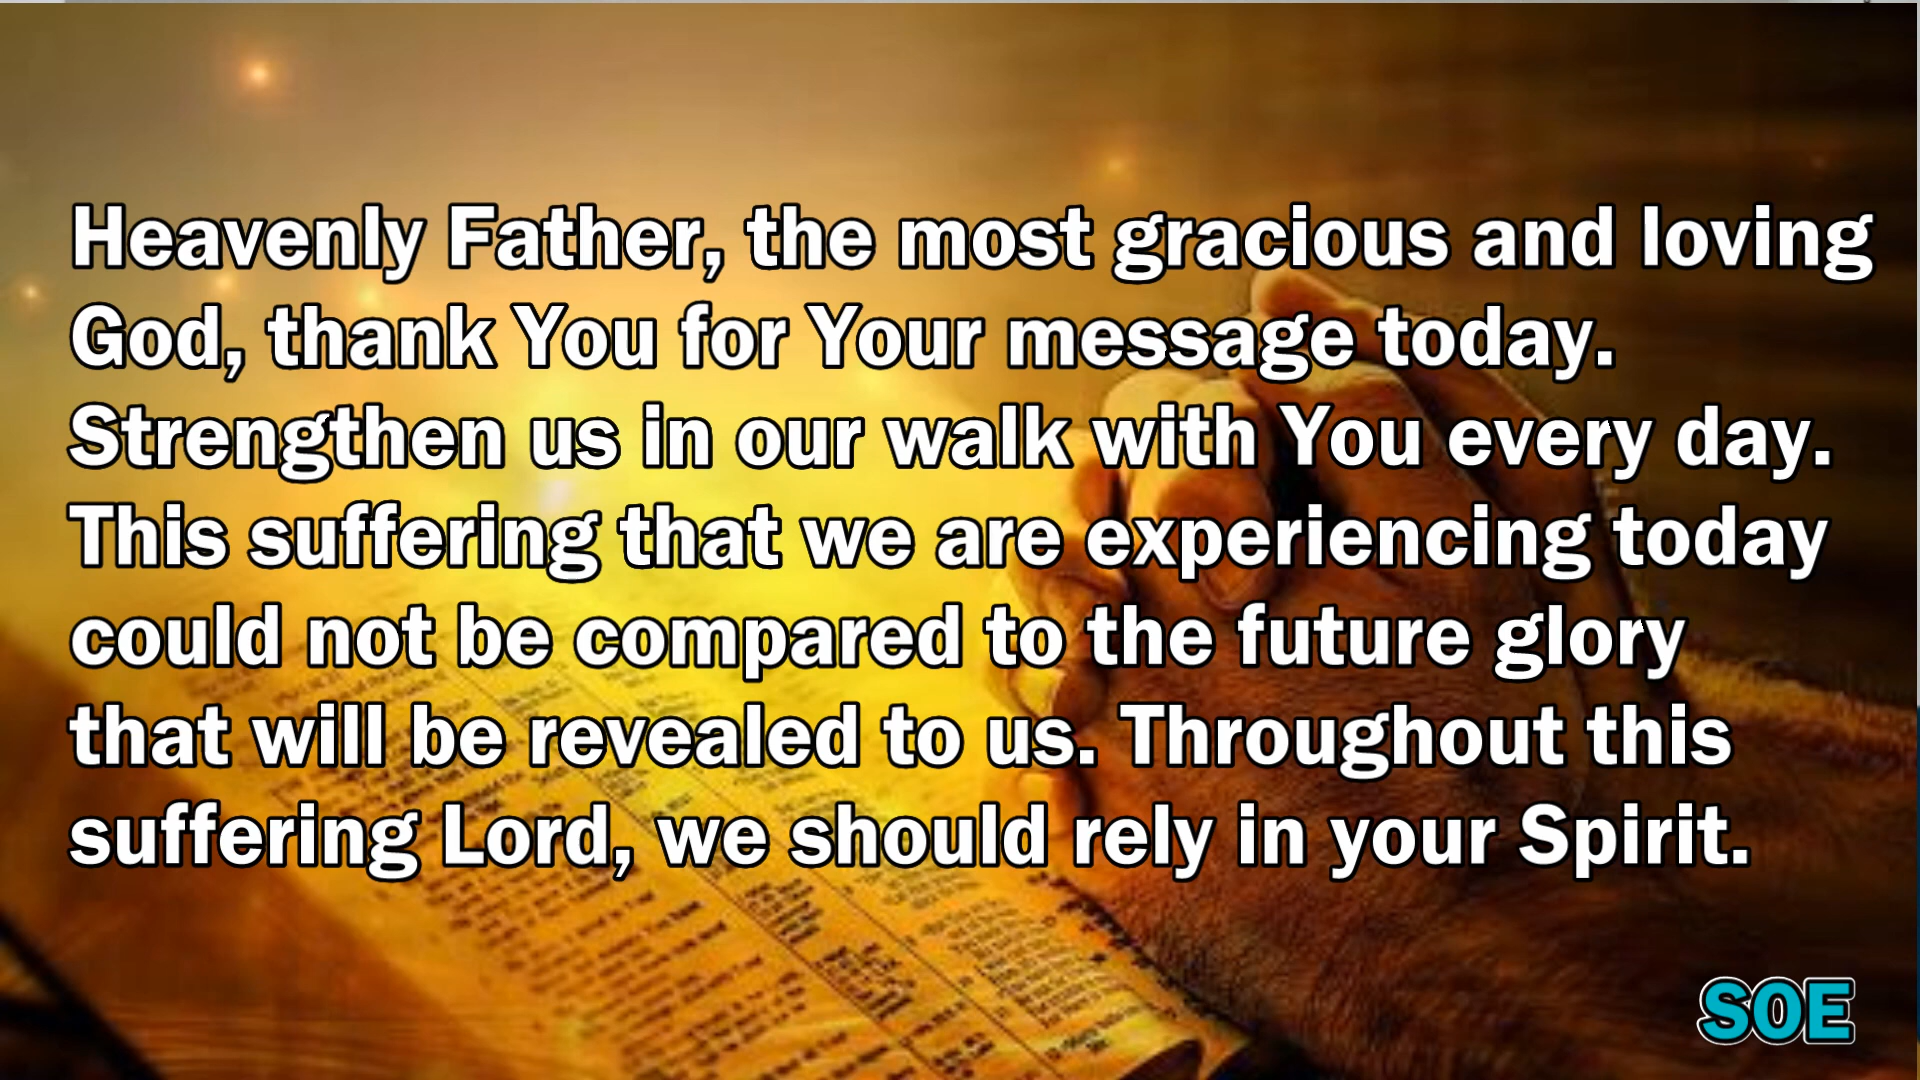 Heavenly Father, the most gracious and loving
God, thank You for Your message today.
Strengthen us in our walk with You every day.
This suffering that we are experiencing today
could not be compared to the future glory
that will be revealed to us. Throughout this
suffering Lord, we should rely in your Spirit.
SOE